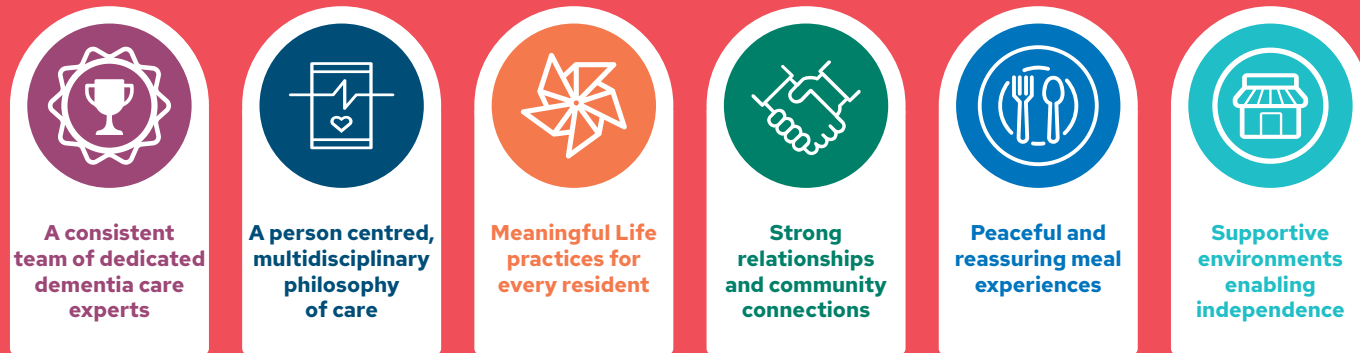 A consistent
team of dedicated
dementia care
experts
A person centred,
multidisciplinary
philosophy
of care
Meaningful Life
practices for
every resident
Strong
relationships
and community
connections
Peaceful and
reassuring meal
experiences
Supportive
environments
enabling
independence